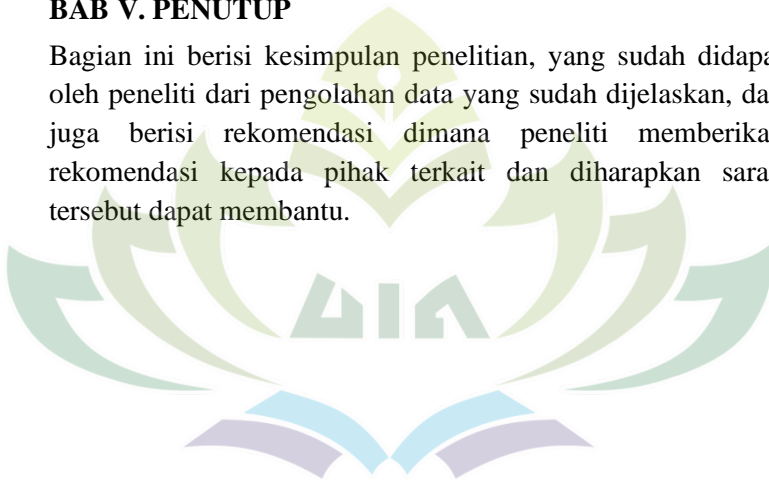 BAB V. PENUTUP
Bagian ini berisi kesimpulan penelitian, yang sudah didapa
oleh peneliti dari pengolahan data yang sudah dijelaskan, da
juga berisi rekomendasi dimana peneliti memberika
rekomendasi kepada pihak terkait dan diharapkan sara
tersebut dapat membantu.
UIN